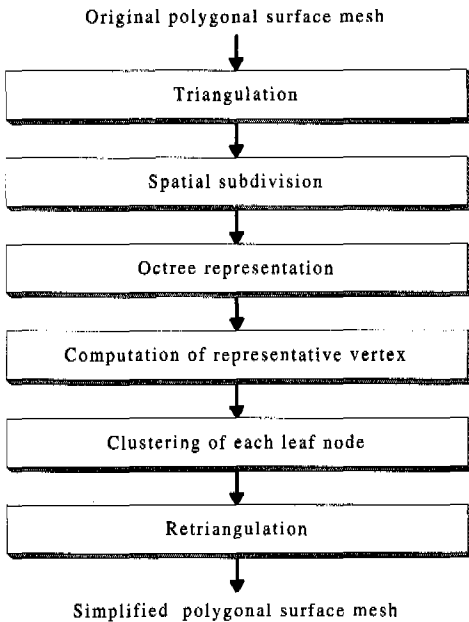 Original polygonal surface mesh
Triangulation
Spatial subdivision
Octree representation
Computation of representative vertex
Clustering of each leaf node
Retriangulation
Simplified polygonal surface mesh